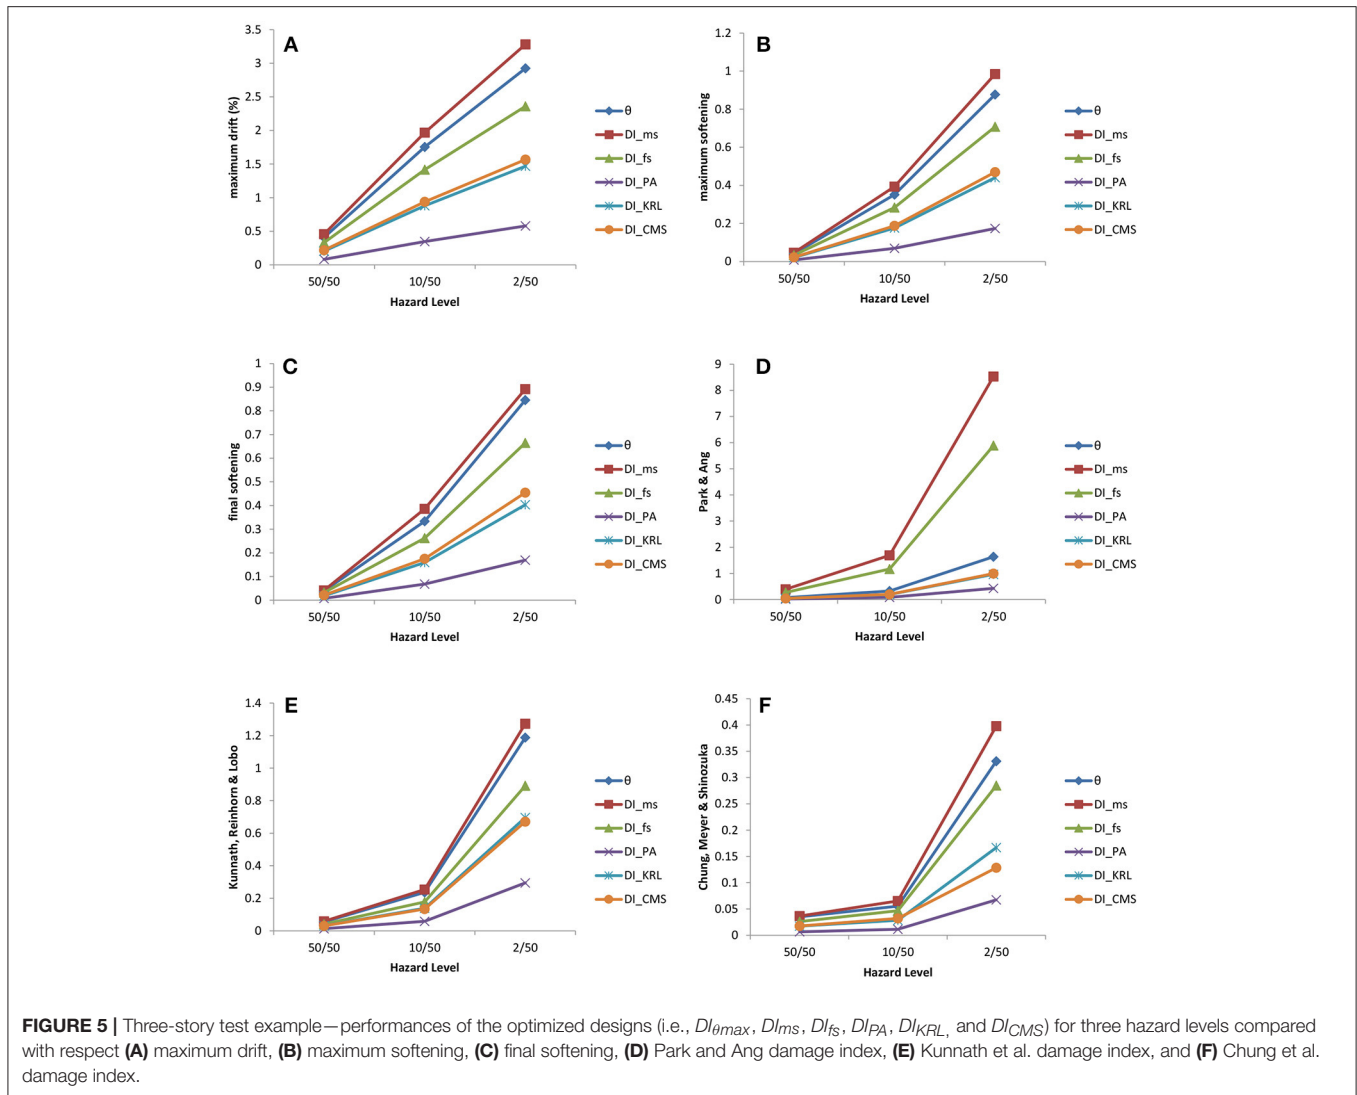 A
3.5
3
2.5
2
1.5
1
0.5
0
maximum drift (%)
50/50 10/50 2/50
Hazard Level
θ
DI_ms
DI_fs
DI_PA
DI_KRL
DI_CMS
B
1.2
1
0.8
0.6
0.4
0.2
0
maximum softening
50/50 10/50 2/50
Hazard Level
θ
DI_ms
DI_fs
DI_PA
DI_KRL
DI_CMS
C
1
0.9
0.8
0.7
0.6
0.5
0.4
0.3
0.2
0.1
0
final softening
50/50 10/50 2/50
Hazard Level
θ
DI_ms
DI_fs
DI_PA
DI_KRL
DI_CMS
D
9
8
7
6
5
4
3
2
1
0
Park & Ang
50/50 10/50 2/50
Hazard Level
θ
DI_ms
DI_fs
DI_PA
DI_KRL
DI_CMS
E
1.4
1.2
1
0.8
0.6
0.4
0.2
0
Kunnath, Reinhorn & Lobo
50/50 10/50 2/50
Hazard Level
θ
DI_ms
DI_fs
DI_PA
DI_KRL
DI_CMS
F
0.45
0.4
0.35
0.3
0.25
0.2
0.15
0.1
0.05
0
Chung, Meyer & Shinozuka
50/50 10/50 2/50
Hazard Level
θ
DI_ms
DI_fs
DI_PA
DI_KRL
DI_CMS
FIGURE 5 | Three-story test example—performances of the optimized designs (i.e., DIθmax, DIms, DIfs, DIPA, DIKRL, and DICMS) for three hazard levels compared
with respect (A) maximum drift, (B) maximum softening, (C) final softening, (D) Park and Ang damage index, (E) Kunnath et al. damage index, and (F) Chung et al.
damage index.